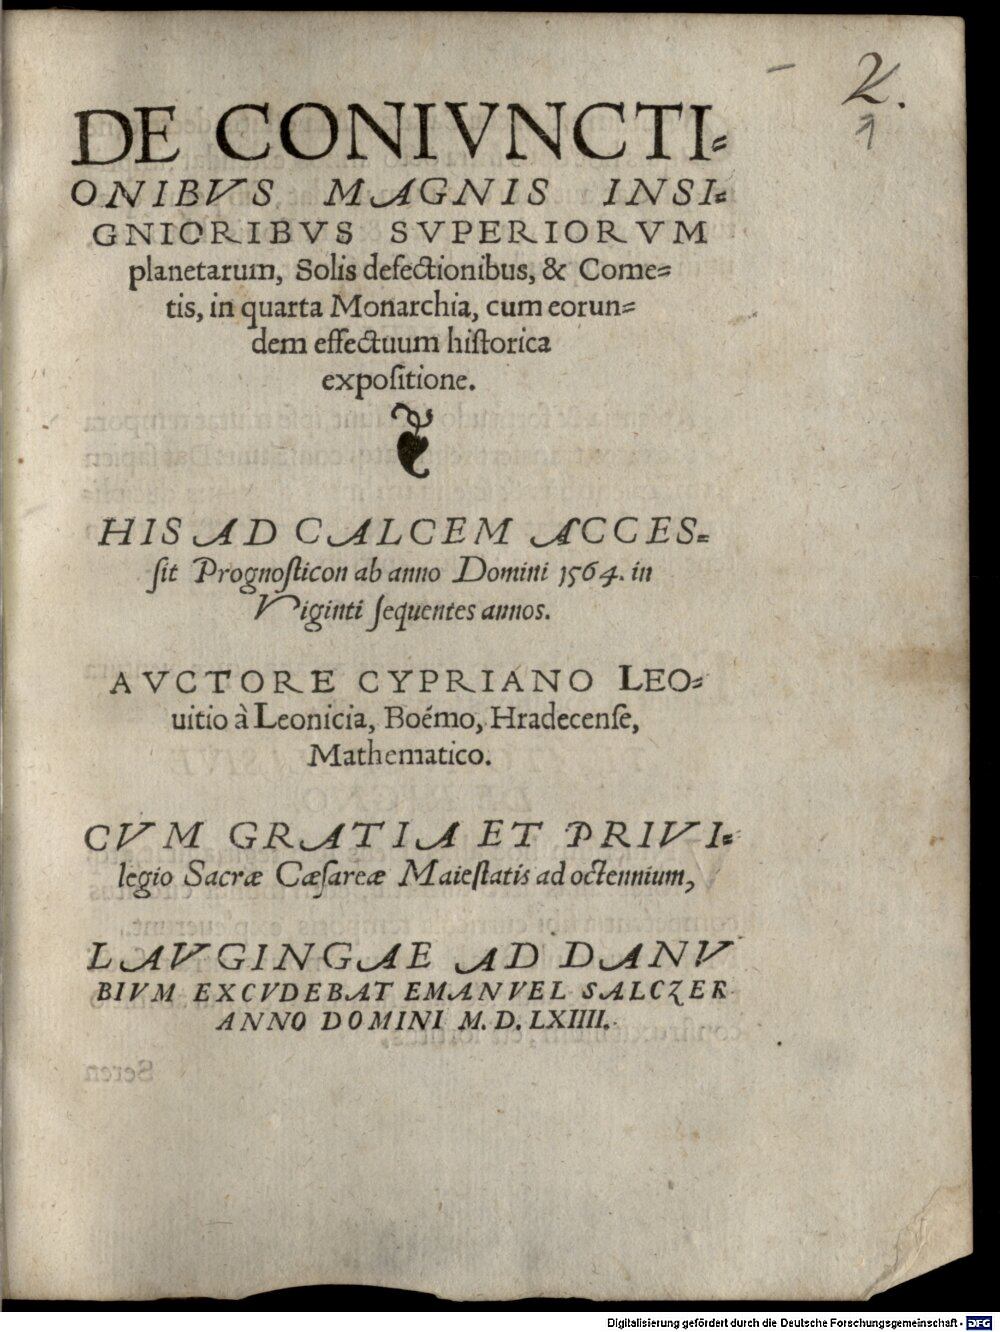 2.
1
DE CONIVNCTI-
ONIBVS MAGNIS INSI-
GNIORIBVS SVPERIORVM
planetarum, Solis defectionibus, & Come-
tis, in quarta Monarchia, cum eorun-
dem effectuum historica
expositione.
HIS AD CALCEM ACCES-
sit Prognosticon ab anno Domini 1564. in
Viginti sequentes annos.
AVCTORE CYPRIANO LEO-
uitio à Leonicia, Boémo, Hradecense,
Mathematico.
CVM GRATIA ET PRIVI-
legio Sacræ Cæsareæ Maiestatis ad octennium,
LAVGINGAE AD DANV
BIVM EXCVDEBAT EMANVEL SALCZER
ANNO DOMINI M. D. LXIIII.
Seren
Digitalisierung gefördert durch die Deutsche Forschungsgemeinschaft - DFG